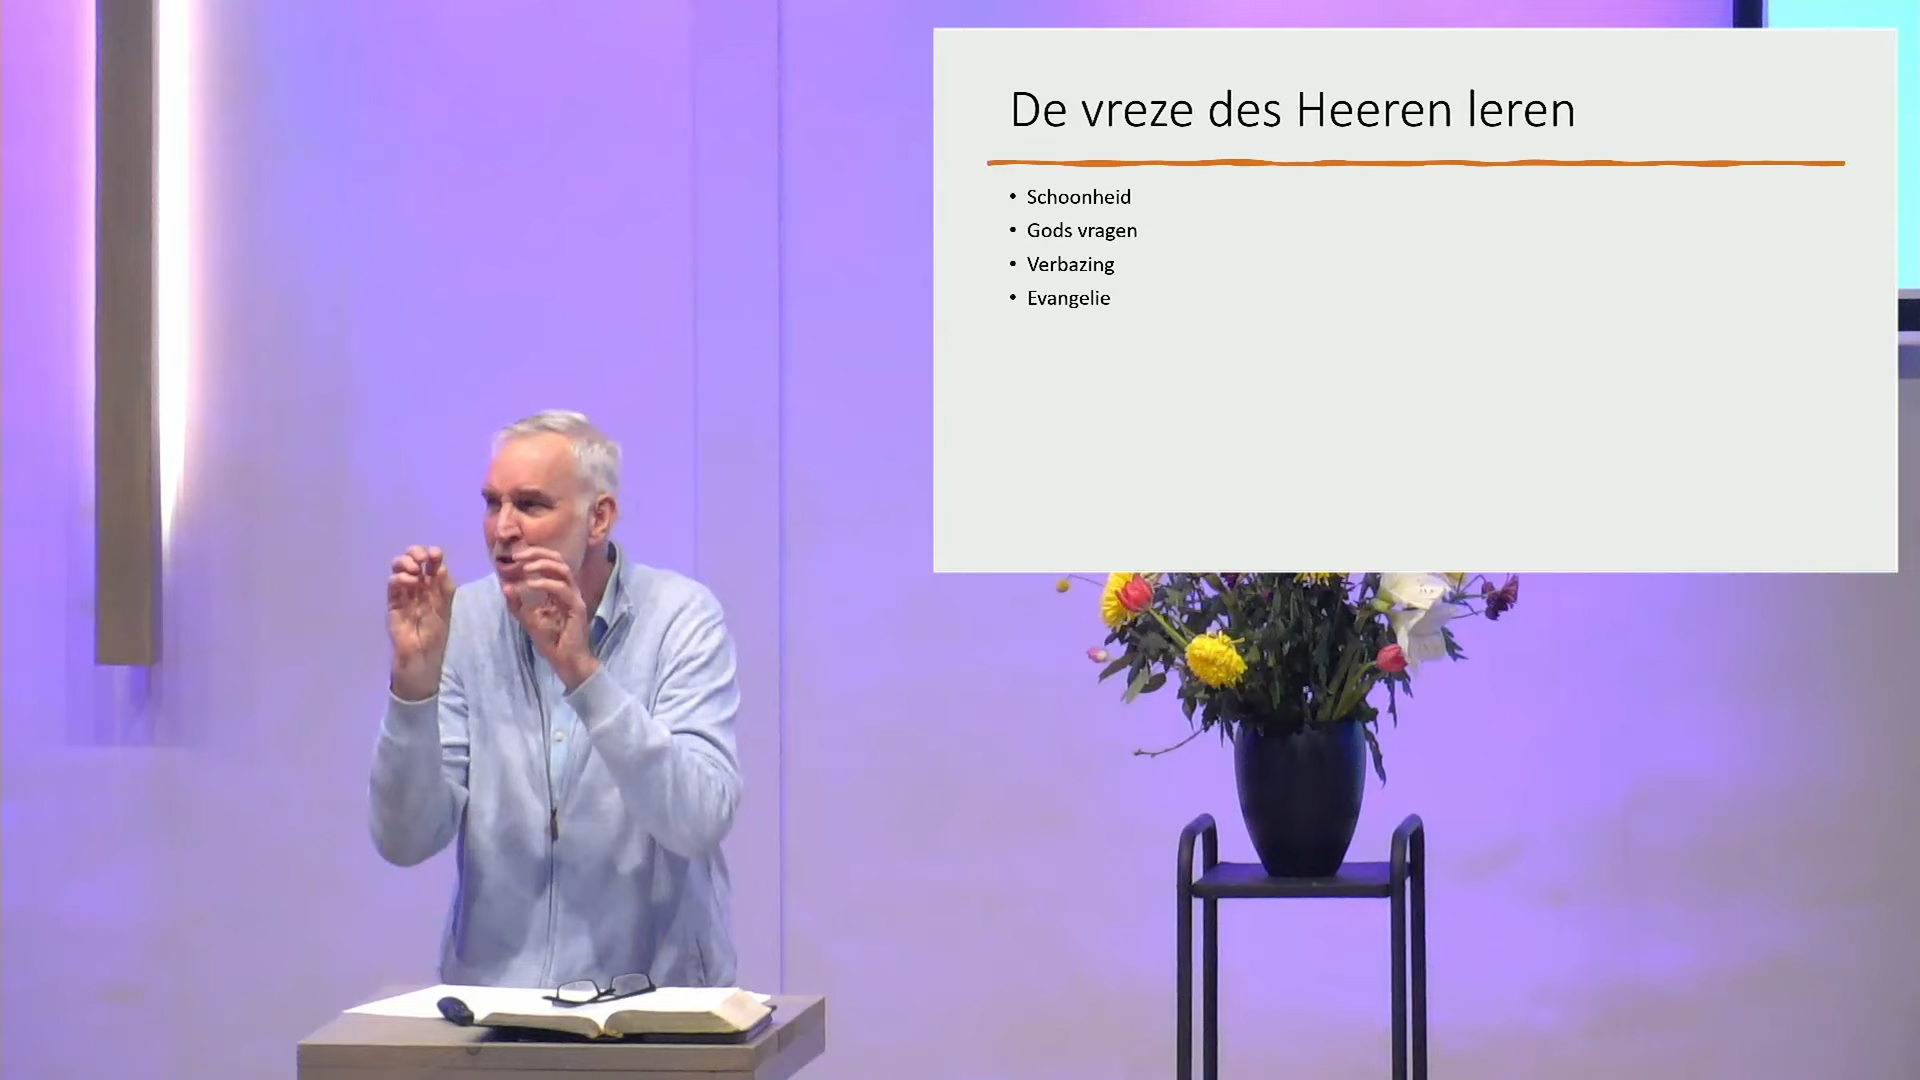 De vreze des Heeren leren
• Schoonheid
• Gods vragen
• Verbazing
• Evangelie